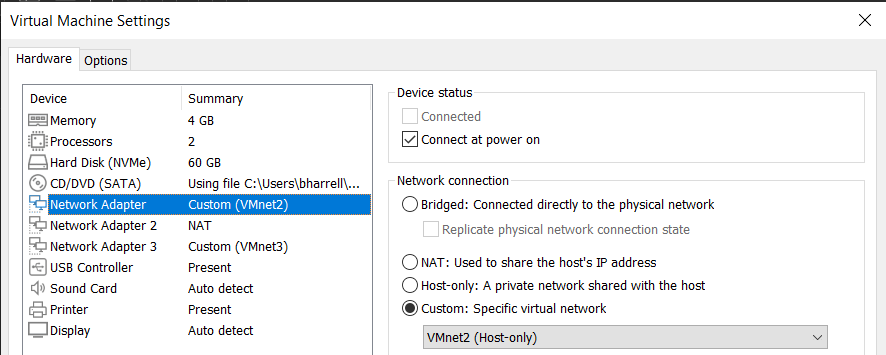 Virtual Machine Settings
Hardware Options
Device Summary
Memory 4 GB
Processors 2
Hard Disk (NVMe) 60 GB
CD/DVD (SATA) Using file C:\Users\bharrell\...
Network Adapter Custom (VMnet2)
Network Adapter 2 NAT
Network Adapter 3 Custom (VMnet3)
USB Controller Present
Sound Card Auto detect
Printer Present
Display Auto detect
Device status
Connected
Connect at power on
Network connection
Bridged: Connected directly to the physical network
Replicate physical network connection state
NAT: Used to share the host's IP address
Host-only: A private network shared with the host
Custom: Specific virtual network
VMnet2 (Host-only)